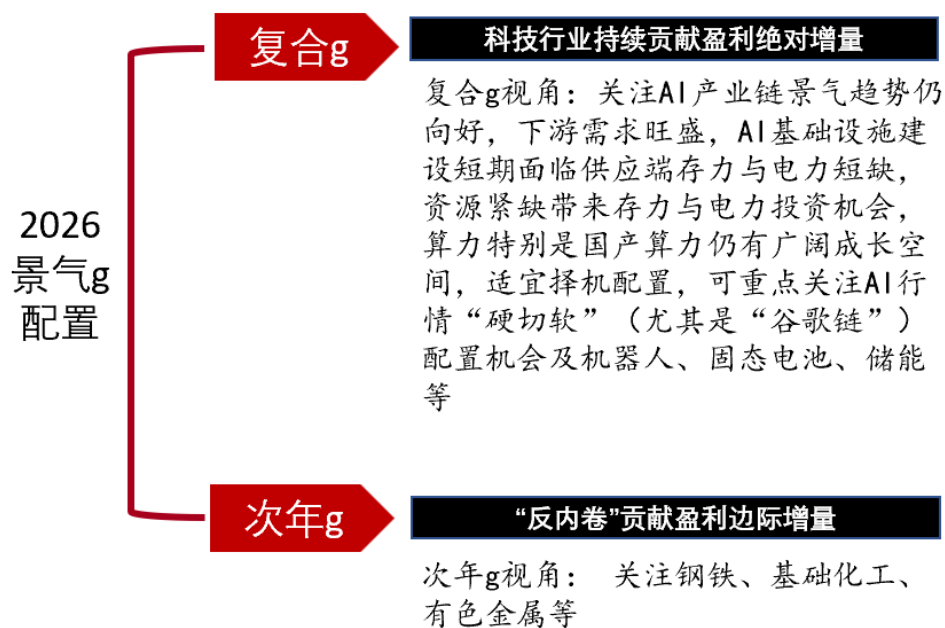 2026
景气g
配置
复合g
科技行业持续贡献盈利绝对增量
复合g视角：关注AI产业链景气趋势仍
向好，下游需求旺盛，AI基础设施建
设短期面临供应端存力与电力短缺，
资源紧缺带来存力与电力投资机会，
算力特别是国产算力仍有广阔成长空
间，适宜择机配置，可重点关注AI行
情“硬切软”（尤其是“谷歌链”）
配置机会及机器人、固态电池、储能
等
次年g
“反内卷”贡献盈利边际增量
次年g视角： 关注钢铁、基础化工、
有色金属等